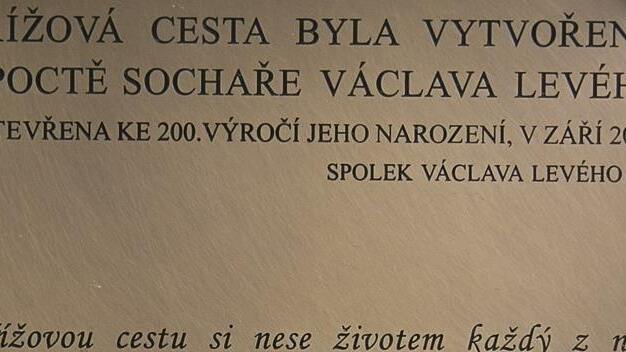 ÍŽOVÁ CESTA BYLA VYTVOŘEN
POCTĚ SOCHAŘE VÁCLAVA LEVÉH
TEVŘENA KE 200.VÝROČÍ JEHO NAROZENÍ, V ZÁŘÍ 20
SPOLEK VÁCLAVA LEVÉHO
ížovou cestu si nese životem každý z n